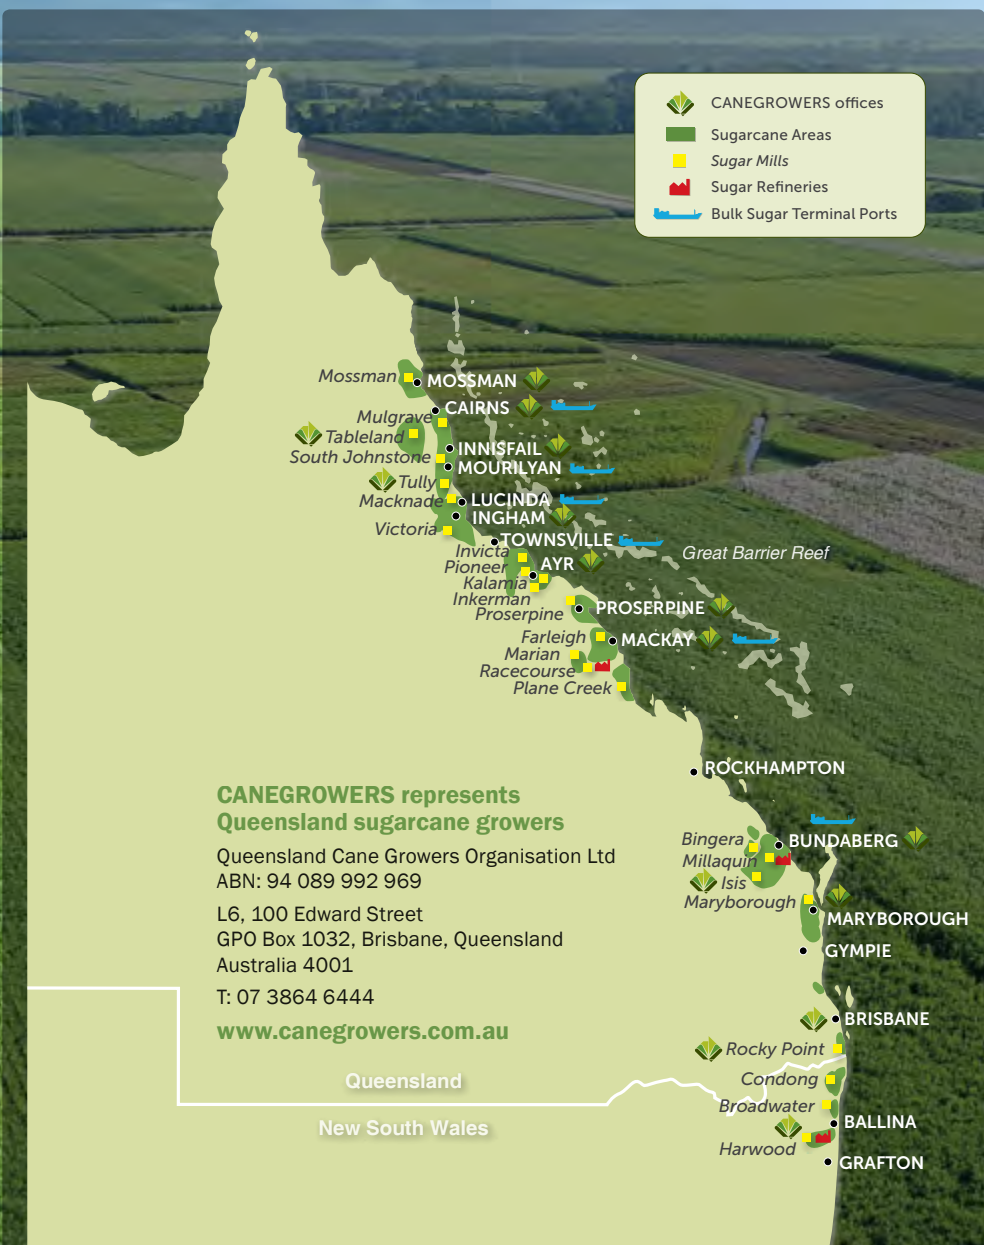 CANEGROWERS offices
Sugarcane Areas
Sugar Mills
Sugar Refineries
Bulk Sugar Terminal Ports
Mossman
MOSSMAN
CAIRNS
Mulgrave
Tableland
INNISFAIL
South Johnstone
MOURILYAN
Tully
Macknade
LUCINDA
INGHAM
Victoria
TOWNSVILLE
Invicta
Great Barrier Reef
Pioneer
AYR
Kalamia
Inkerman
PROSERPINE
Proserpine
Farleigh
MACKAY
Marian
Racecourse
Plane Creek
ROCKHAMPTON
CANEGROWERS represents
Queensland sugarcane growers
Queensland Cane Growers Organisation Ltd
ABN: 94 089 992 969
L6, 100 Edward Street
GPO Box 1032, Brisbane, Queensland
Australia 4001
T: 07 3864 6444
www.canegrowers.com.au
Bingera
BUNDABERG
Millaquin
Isis
Maryborough
MARYBOROUGH
GYMPIE
BRISBANE
Rocky Point
Queensland
Condong
Broadwater
New South Wales
BALLINA
Harwood
GRAFTON